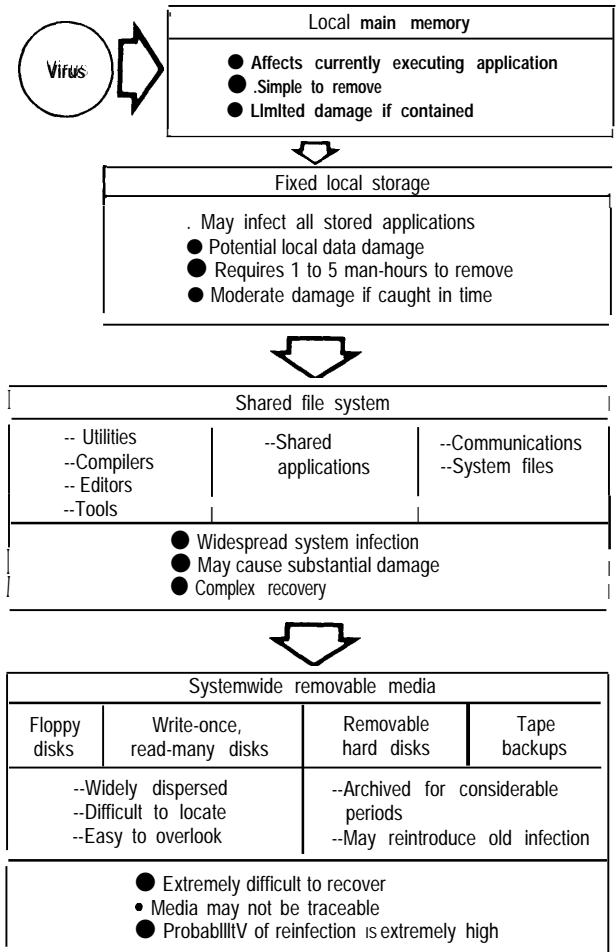 Virus
Local main memory
● Affects currently executing application
● .Simple to remove
● LImIted damage if contained
Fixed local storage
. May infect all stored applications
● Potential local data damage
● Requires 1 to 5 man-hours to remove
● Moderate damage if caught in time
Shared file system
-- Utilities
--Compilers
-- Editors
--Tools
--Shared
applications
--Communications
--System files
● Widespread system infection
● May cause substantial damage
● Complex recovery
Systemwide removable media
Floppy
disks
Write-once,
read-many disks
Removable
hard disks
Tape
backups
--Widely dispersed
--Difficult to locate
--Easy to overlook
--Archived for considerable
periods
--May reintroduce old infection
● Extremely difficult to recover
• Media may not be traceable
● ProbabIlItV of reinfection IS extremely high